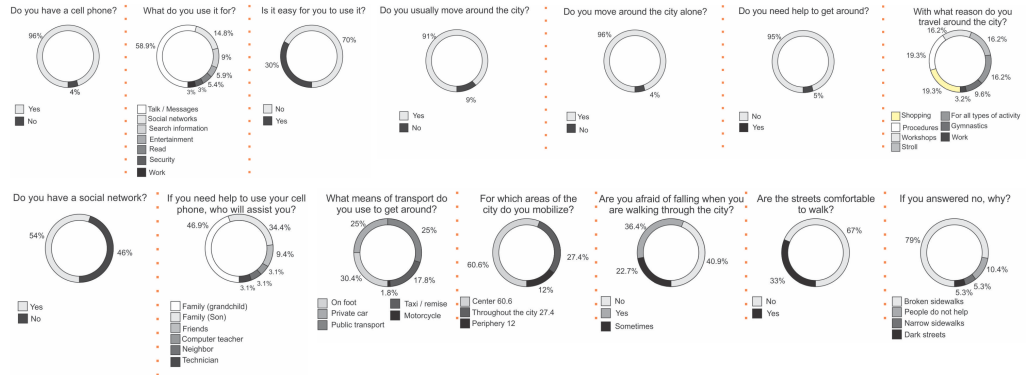 Do you have a cell phone?
96%
4%
Yes
No
What do you use it for?
14.8%
58.9%
9%
5.9%
5.4%
3%
3%
Talk / Messages
Social networks
Search information
Entertainment
Read
Security
Work
Is it easy for you to use it?
70%
30%
No
Yes
Do you usually move around the city?
91%
9%
Yes
No
Do you move around the city alone?
96%
4%
Yes
No
Do you need help to get around?
95%
5%
No
Yes
With what reason do you
travel around the city?
16.2%
16.2%
19.3%
16.2%
19.3%
9.6%
3.2%
Shopping
For all types of activity
Procedures
Gymnastics
Workshops
Work
Stroll
Do you have a social network?
54%
46%
Yes
No
If you need help to use your cell
phone, who will assist you?
46.9%
34.4%
9.4%
3.1%
3.1%
3.1%
Family (grandchild)
Family (Son)
Friends
Computer teacher
Neighbor
Technician
What means of transport do
you use to get around?
25%
25%
30.4%
17.8%
1.8%
On foot
Taxi / remise
Private car
Motorcycle
Public transport
For which areas of the
city do you mobilize?
60.6%
27.4%
12%
Center 60.6
Throughout the city 27.4
Periphery 12
Are you afraid of falling when you
are walking through the city?
36.4%
22.7%
40.9%
No
Yes
Sometimes
Are the streets comfortable
to walk?
67%
33%
No
Yes
If you answered no, why?
79%
10.4%
5.3%
5.3%
Broken sidewalks
People do not help
Narrow sidewalks
Dark streets